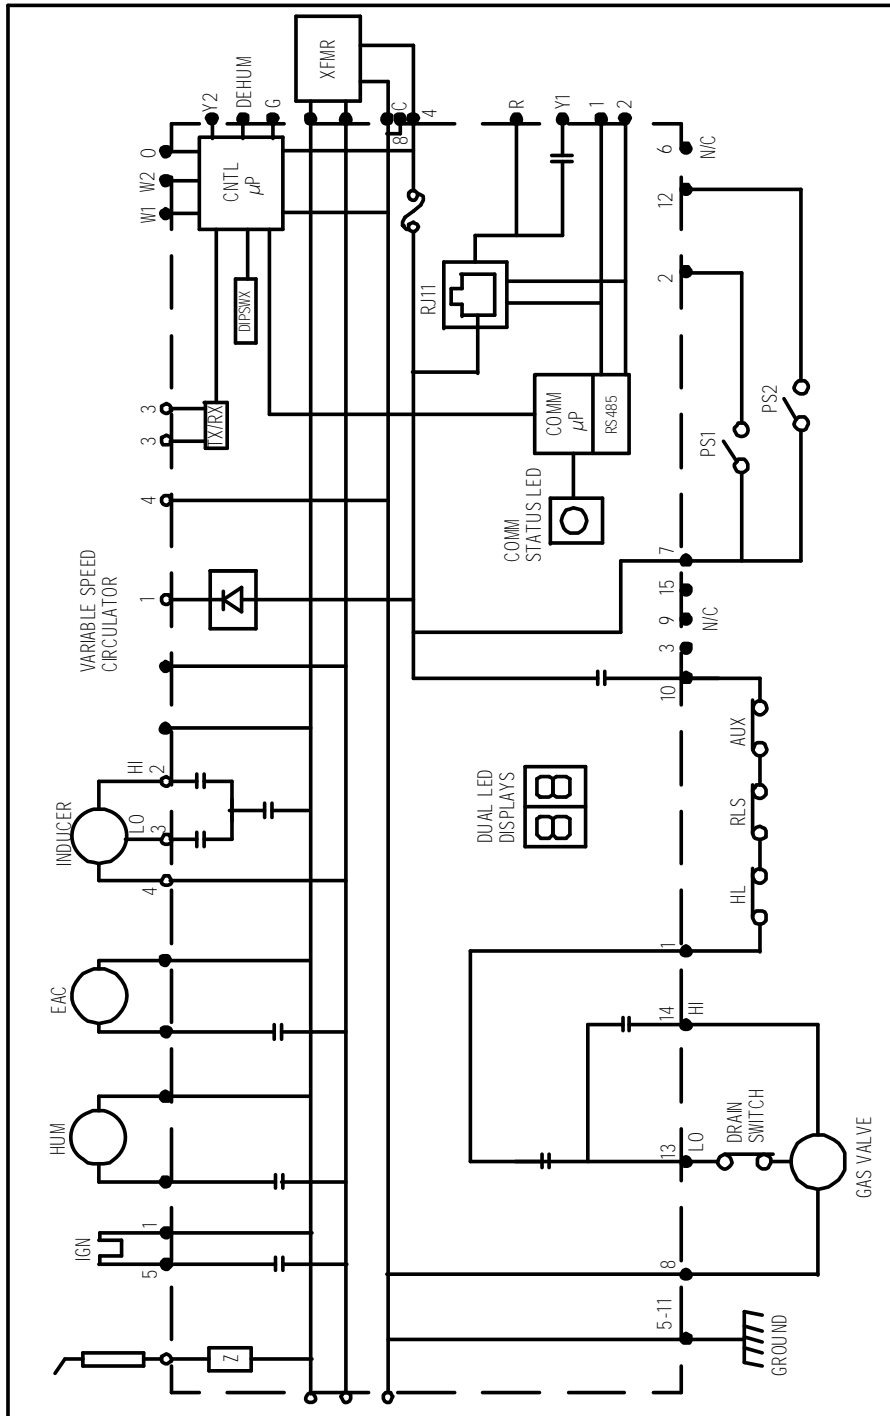 XFMR
Y2
DEHUM
G
8
C
4
R
Y1
1
2
O
W2
W1
CNTL
µP
DIPSWX
RJ11
6
N/C
12
2
3
3
TX/RX
COMM
µP
RS485
PS1
PS2
4
COMM
STATUS LED
VARIABLE SPEED
CIRCULATOR
1
7
15
9
N/C
3
10
INDUCER
HI
2
LO
3
4
DUAL LED
DISPLAYS
AUX
RLS
HL
EAC
1
14
HI
HUM
13
LO
DRAIN
SWITCH
GAS VALVE
IGN
1
5
8
5-11
GROUND
Z